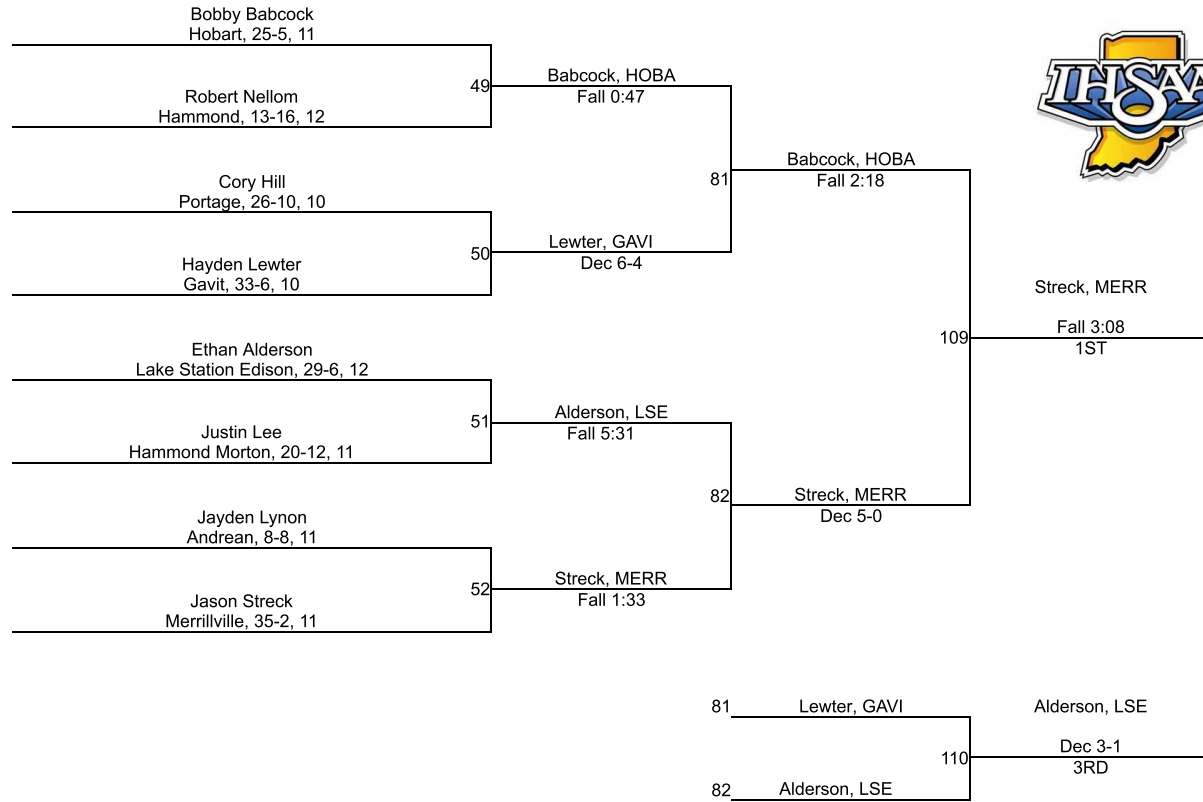 Bobby Babcock
Hobart, 25-5, 11
49
Robert Nellom
Hammond, 13-16, 12
Babcock, HOBA
Fall 0:47
Cory Hill
Portage, 26-10, 10
50
Hayden Lewter
Gavit, 33-6, 10
Lewter, GAVI
Dec 6-4
81
Babcock, HOBA
Fall 2:18
Ethan Alderson
Lake Station Edison, 29-6, 12
51
Justin Lee
Hammond Morton, 20-12, 11
Alderson, LSE
Fall 5:31
Jayden Lynon
Andrean, 8-8, 11
52
Jason Streck
Merrillville, 35-2, 11
Streck, MERR
Fall 1:33
82
Streck, MERR
Dec 5-0
109
Streck, MERR
Fall 3:08
1ST
IHSAA
81
Lewter, GAVI
82
Alderson, LSE
110
Alderson, LSE
Dec 3-1
3RD